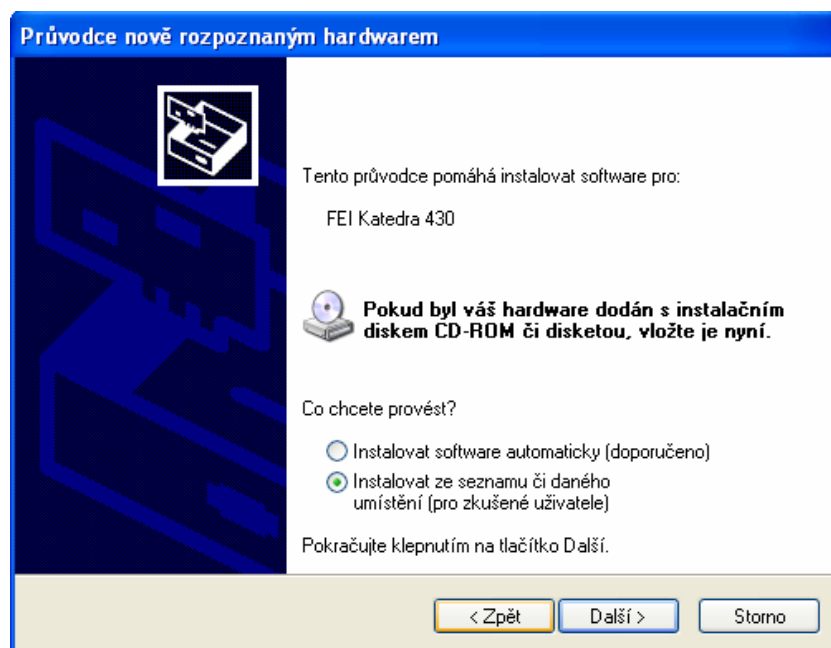 Průvodce nově rozpoznaným hardwarem
Tento průvodce pomáhá instalovat software pro:
FEI Katedra 430
Pokud byl váš hardware dodán s instalačním
diskem CD-ROM či disketou, vložte je nyní.
Co chcete provést?
Instalovat software automaticky (doporučeno)
Instalovat ze seznamu či daného
umístění (pro zkušené uživatele)
Pokračujte klepnutím na tlačítko Další.
< Zpět
Další >
Storno